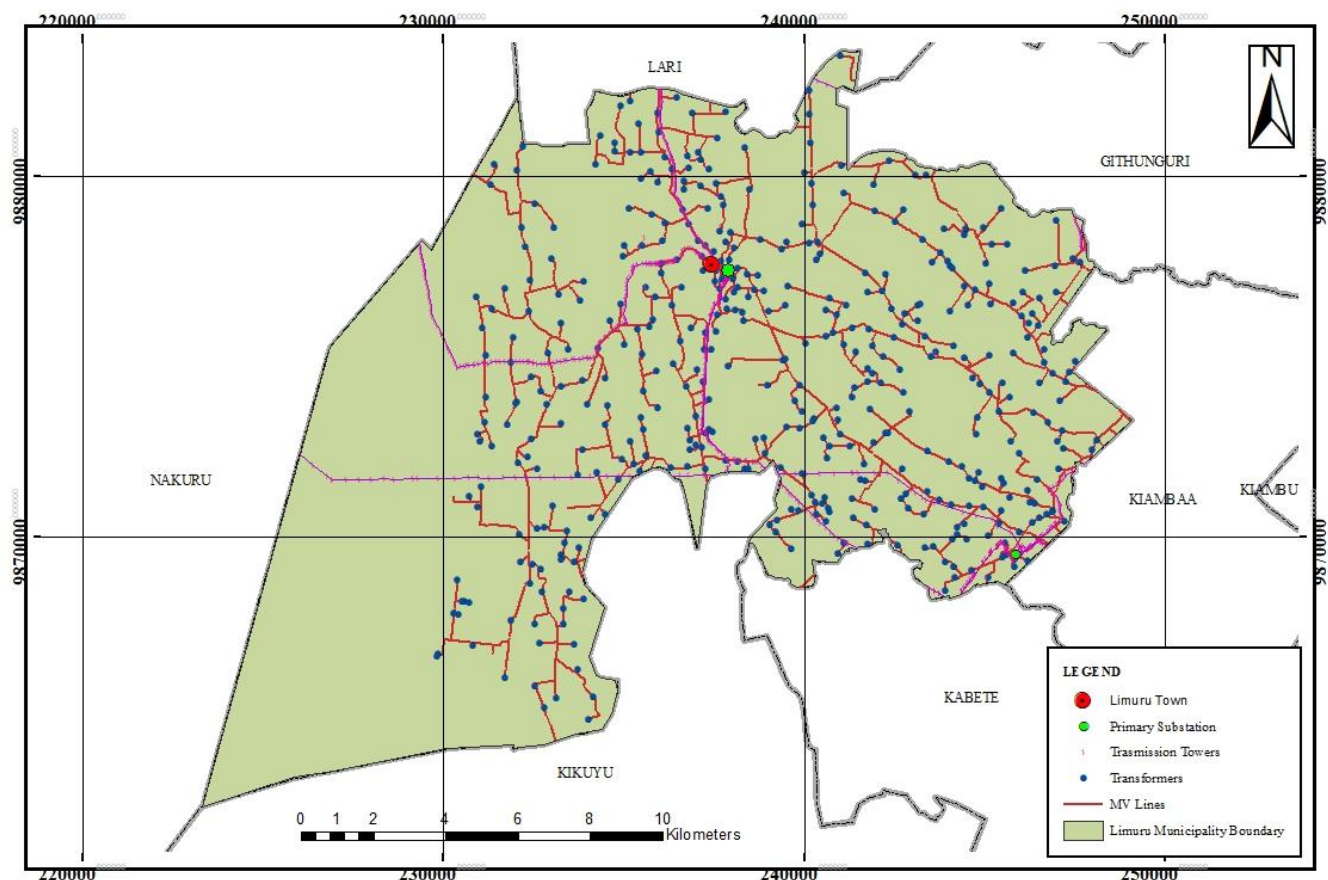 220000 230000 240000 250000
LARI
N
GITHUNGURI
9880000
9880000
NAKURU
KIAMBAA
KIAMBU
9870000
9870000
KABETE
KIKUYU
0 1 2 4 6 8 10
Kilometers
LEGEND
Limuru Town
Primary Substation
Trasmission Towers
Transformers
MV Lines
Limuru Municipality Boundary
220000 230000 240000 250000